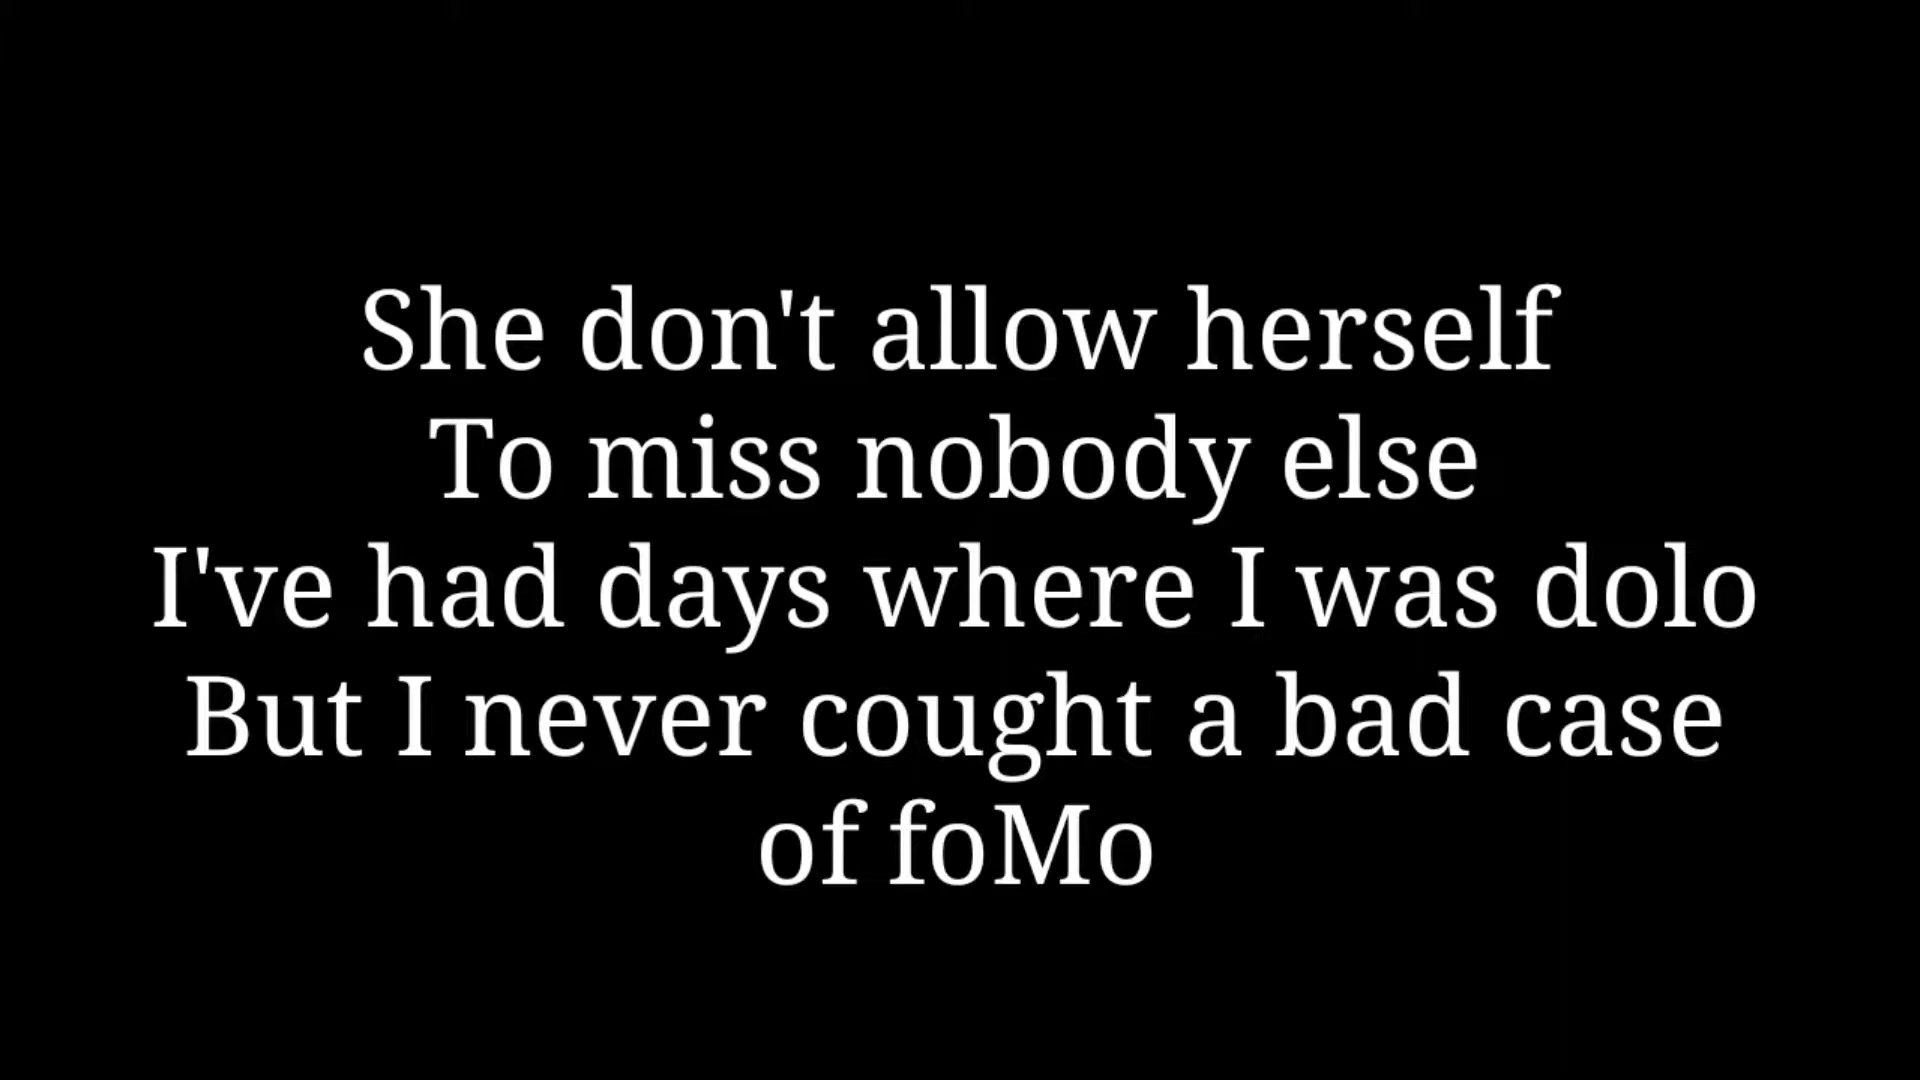 She don't allow herself
To miss nobody else
I've had days where I was dolo
But I never cought a bad case
of foMo